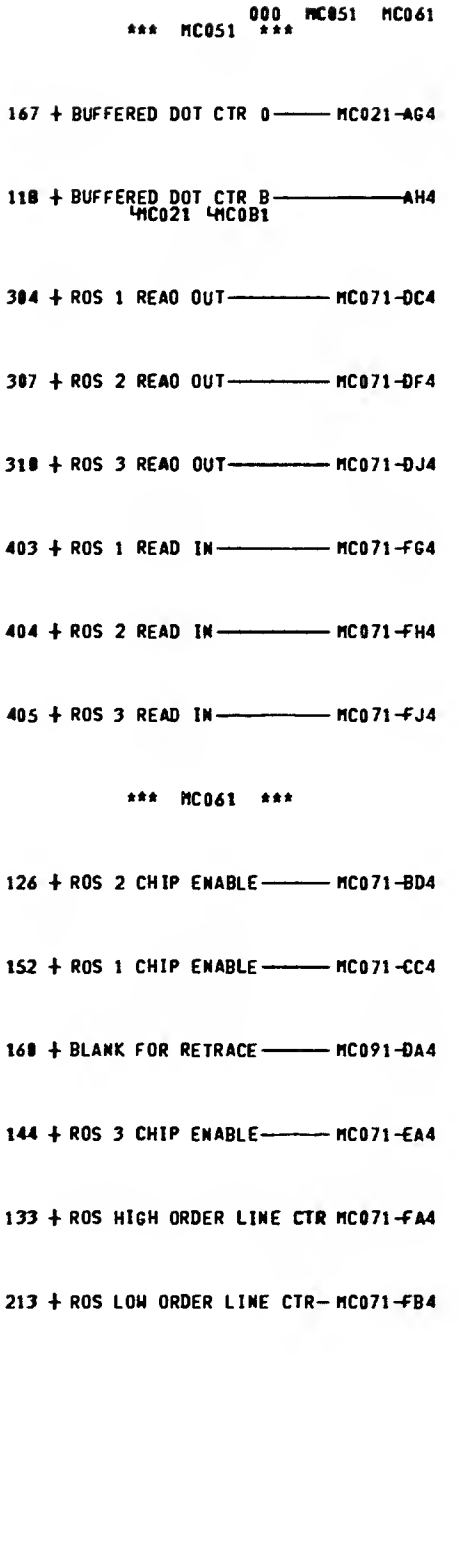 000 MC051 MC061
*** MC051 ***
167 + BUFFERED DOT CTR 0 MC021-AG4
118 + BUFFERED DOT CTR B AH4
MC021 MC0B1
304 + ROS 1 REAO OUT MC071-DC4
307 + ROS 2 REAO OUT MC071-DF4
310 + ROS 3 REAO OUT MC071-DJ4
403 + ROS 1 READ IN MC071-FG4
404 + ROS 2 READ IN MC071-FH4
405 + ROS 3 READ IN MC071-FJ4
*** MC061 ***
126 + ROS 2 CHIP ENABLE MC071-BD4
152 + ROS 1 CHIP ENABLE MC071-CC4
160 + BLANK FOR RETRACE MC091-DA4
144 + ROS 3 CHIP ENABLE MC071-EA4
133 + ROS HIGH ORDER LINE CTR MC071-FA4
213 + ROS LOW ORDER LINE CTR- MC071-FB4